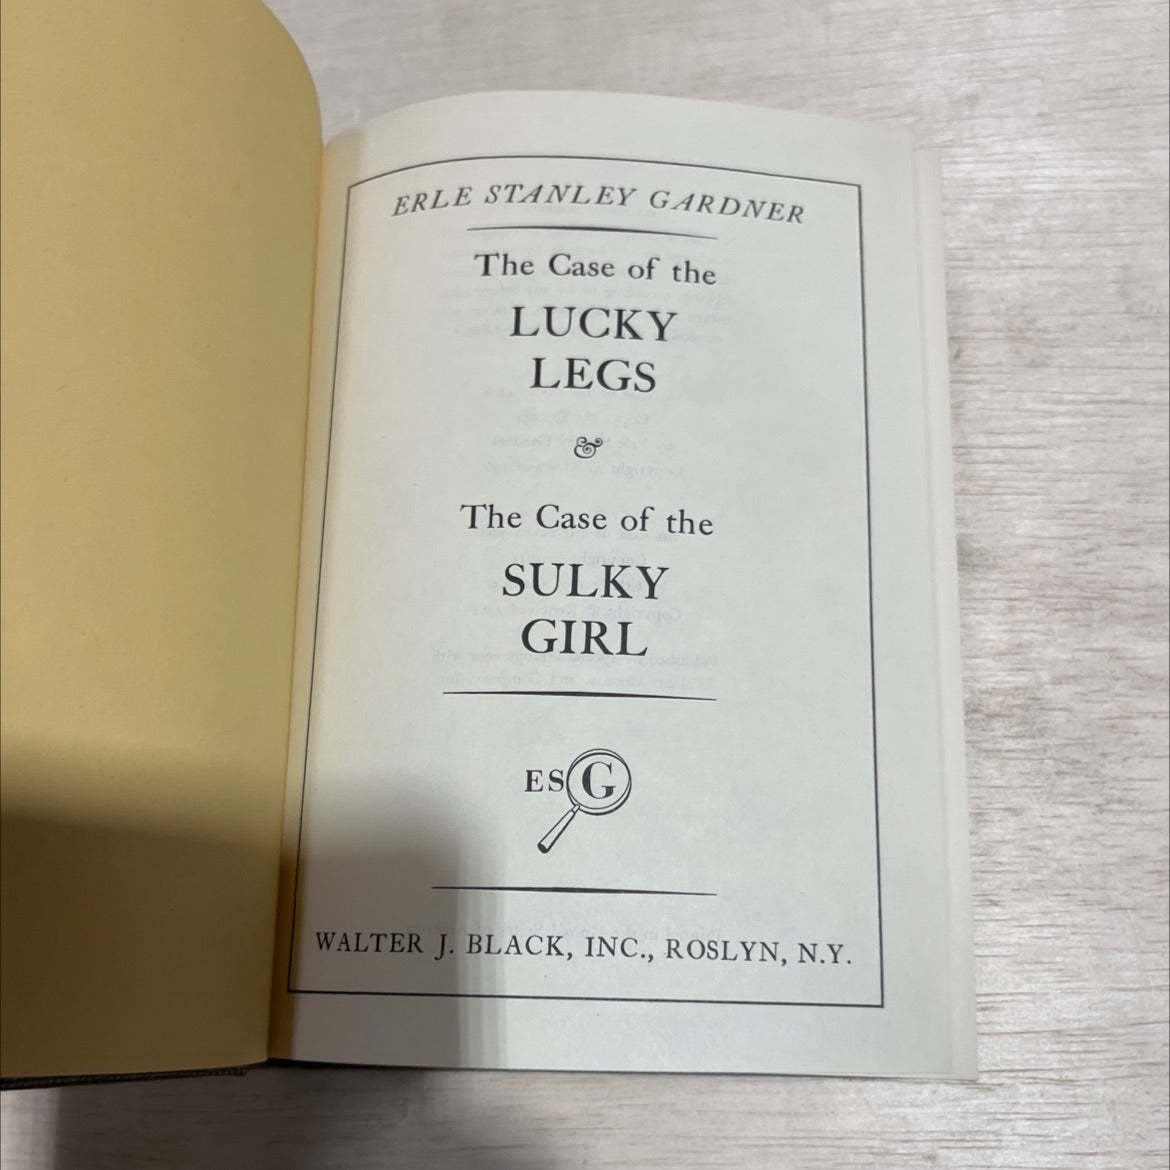 ERLE STANLEY GARDNER
The Case of the
LUCKY
LEGS
&
The Case of the
SULKY
GIRL
ESG
WALTER J. BLACK, INC., ROSLYN, N.Y.